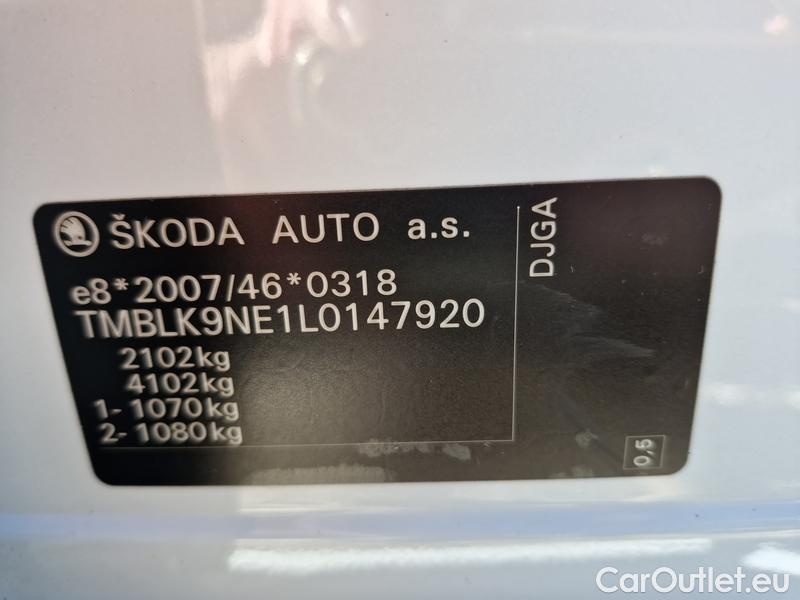 ŠKODA AUTO a.s.
e8*2007/46*0318
TMBLK9NE1L0147920
2102kg
4102kg
1- 1070kg
2- 1080kg
DJGA
0,5
CarOutlet.eu